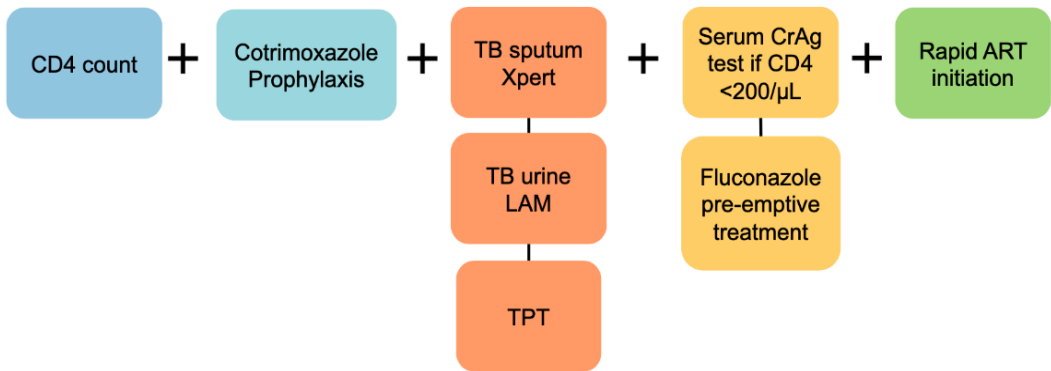 CD4 count
+
Cotrimoxazole
Prophylaxis
+
TB sputum
Xpert
TB urine
LAM
TPT
+
Serum CrAg
test if CD4
<200/µL
Fluconazole
pre-emptive
treatment
+
Rapid ART
initiation